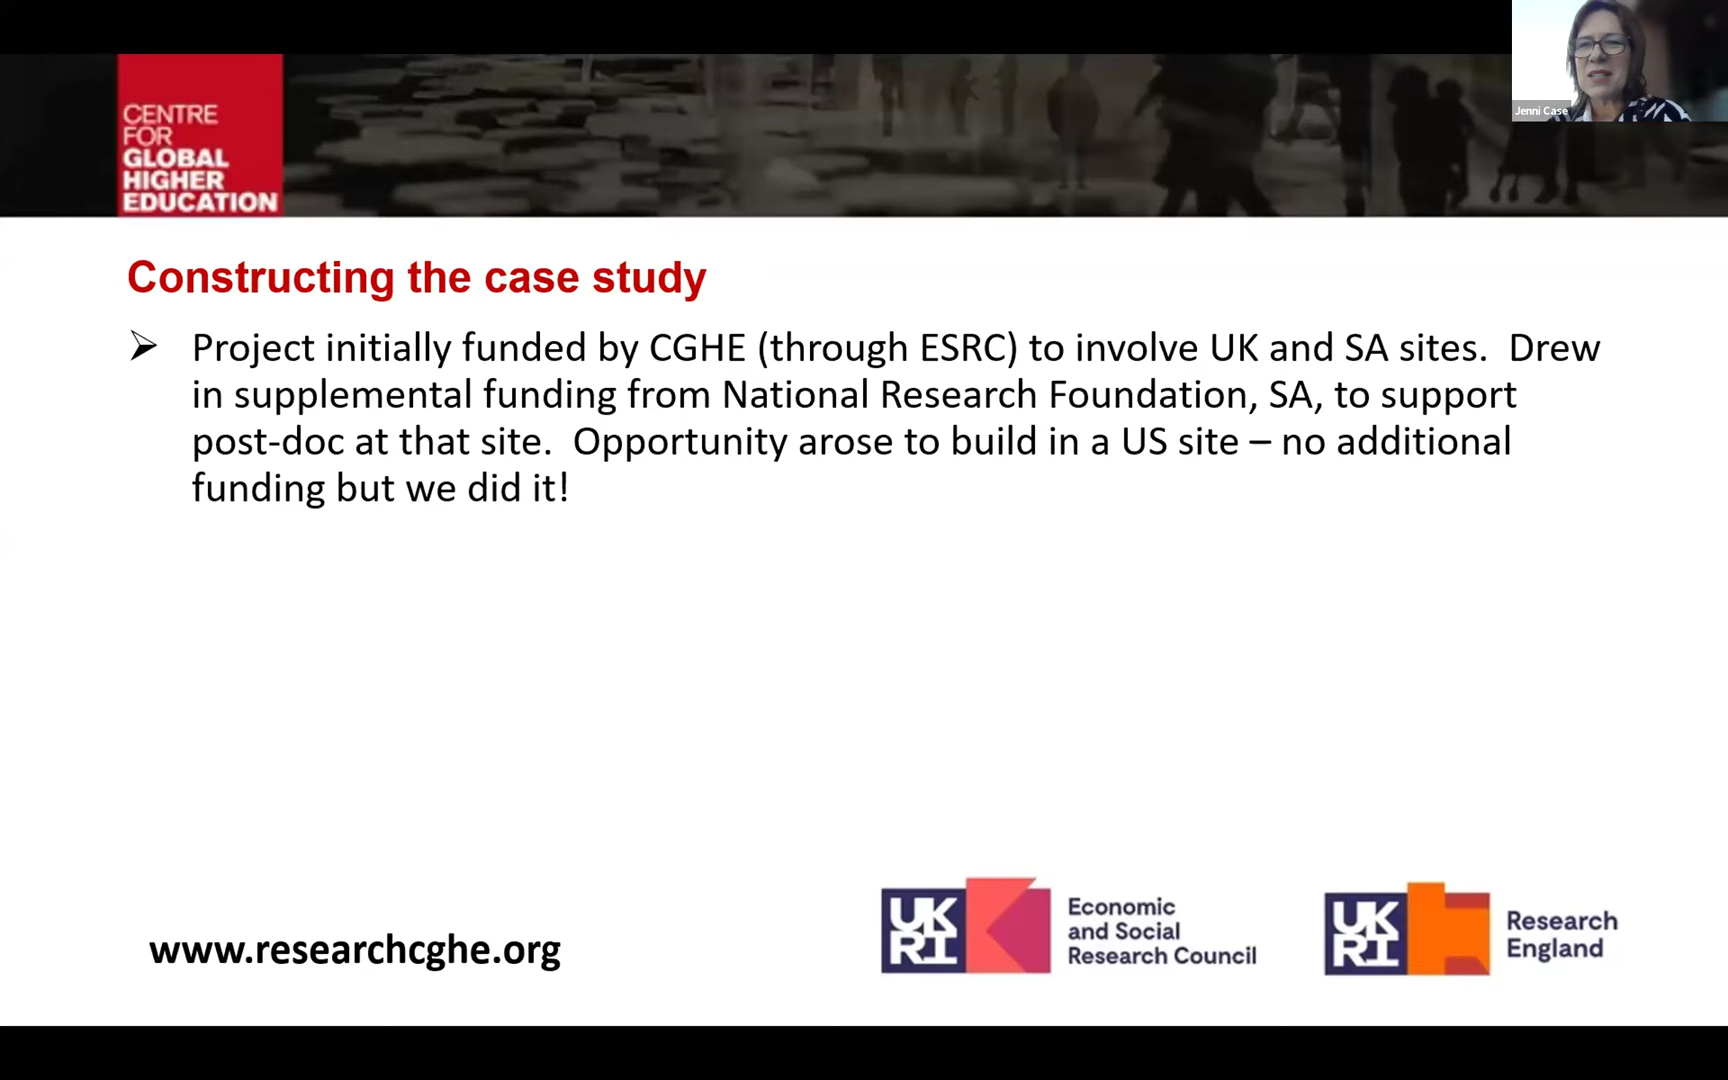 Jenni Case
CENTRE
FOR
GLOBAL
HIGHER
EDUCATION
Constructing the case study
➢ Project initially funded by CGHE (through ESRC) to involve UK and SA sites.  Drew
in supplemental funding from National Research Foundation, SA, to support
post-doc at that site.  Opportunity arose to build in a US site – no additional
funding but we did it!
www.researchcghe.org
UK
RI
Economic
and Social
Research Council
UK
RI
Research
England